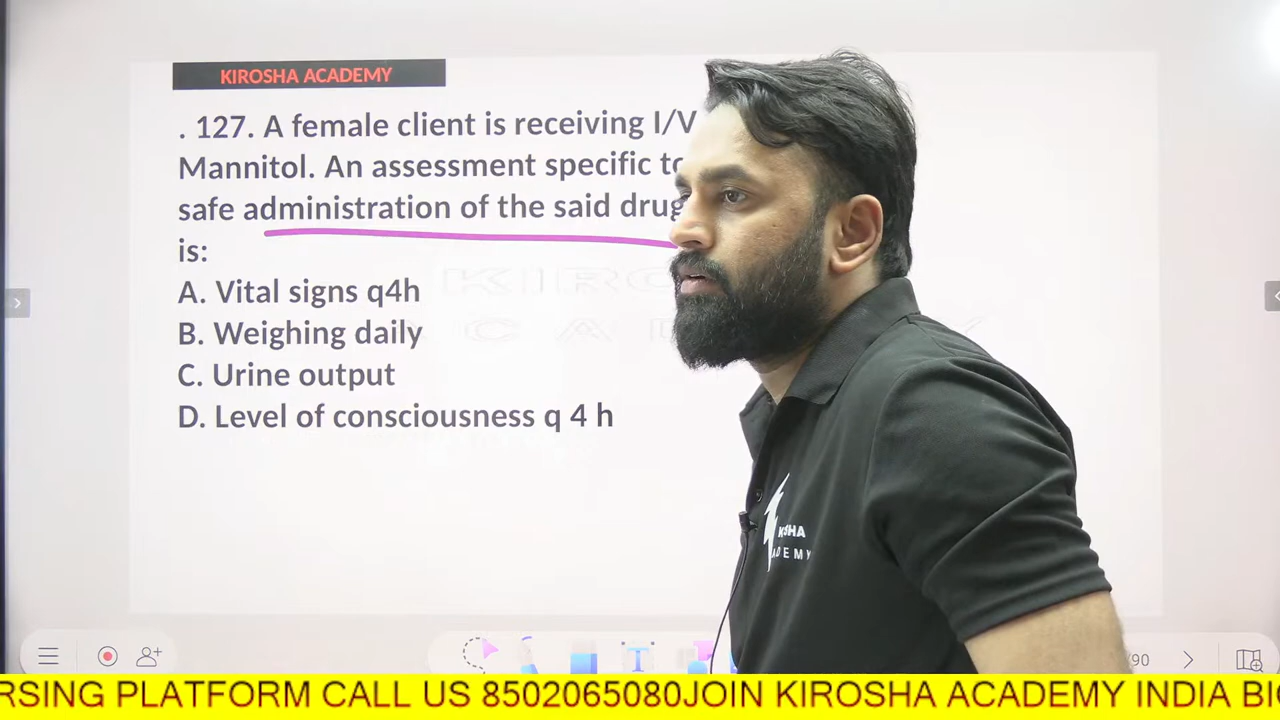 KIROSHA ACADEMY
. 127. A female client is receiving I/V
Mannitol. An assessment specific to
safe administration of the said drug
is:
A. Vital signs q4h
B. Weighing daily
C. Urine output
D. Level of consciousness q 4 h
90
RSING PLATFORM CALL US 8502065080JOIN KIROSHA ACADEMY INDIA BI